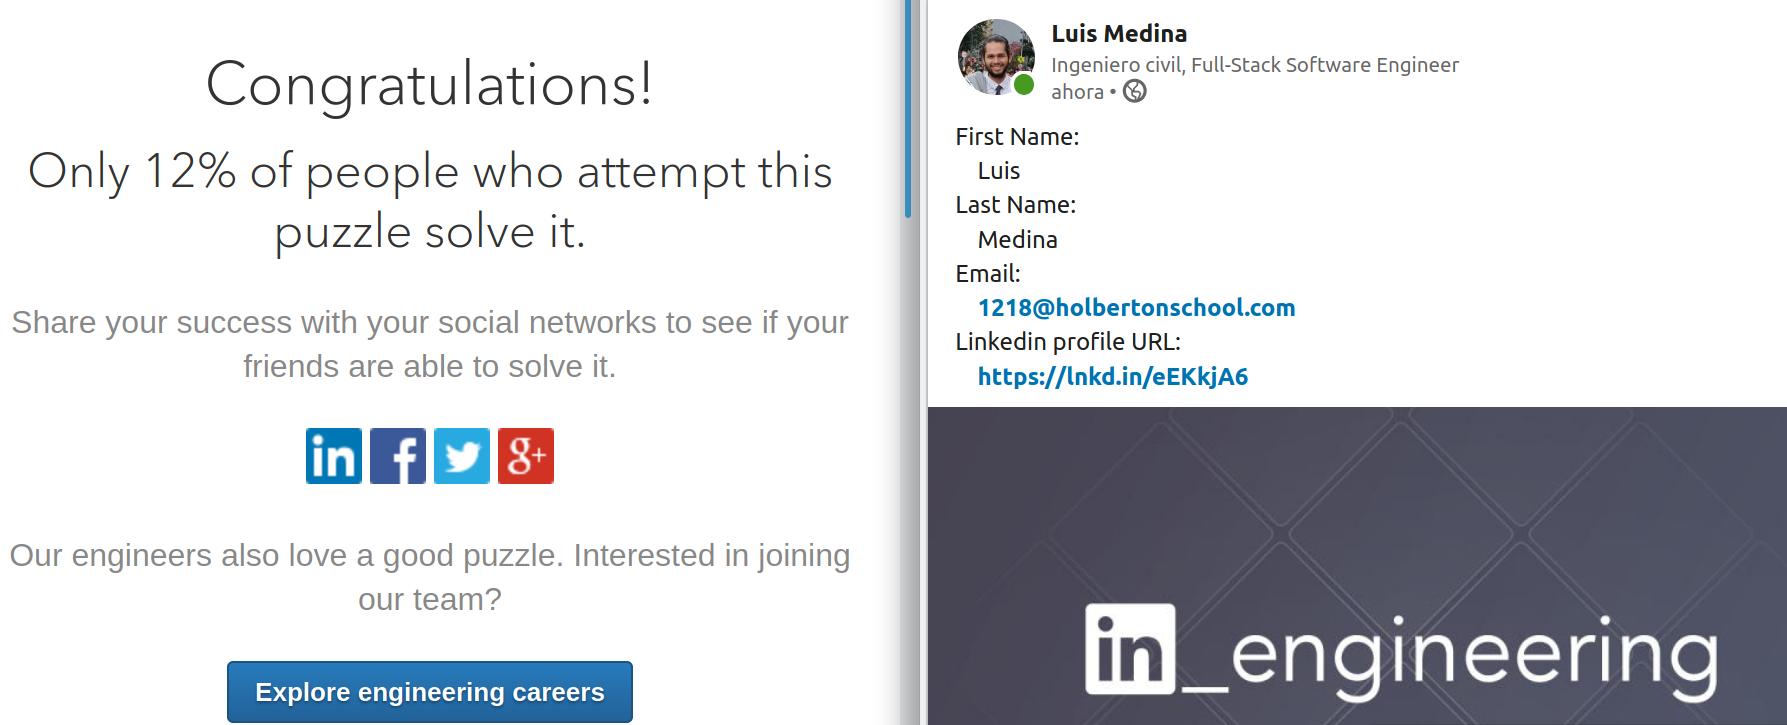 Congratulations!
Only 12% of people who attempt this
puzzle solve it.
Share your success with your social networks to see if your
friends are able to solve it.
in f g+
Our engineers also love a good puzzle. Interested in joining
our team?
Explore engineering careers
Luis Medina
Ingeniero civil, Full-Stack Software Engineer
ahora •
First Name:
Luis
Last Name:
Medina
Email:
1218@holbertonschool.com
Linkedin profile URL:
https://lnkd.in/eEKkjA6
in_engineering